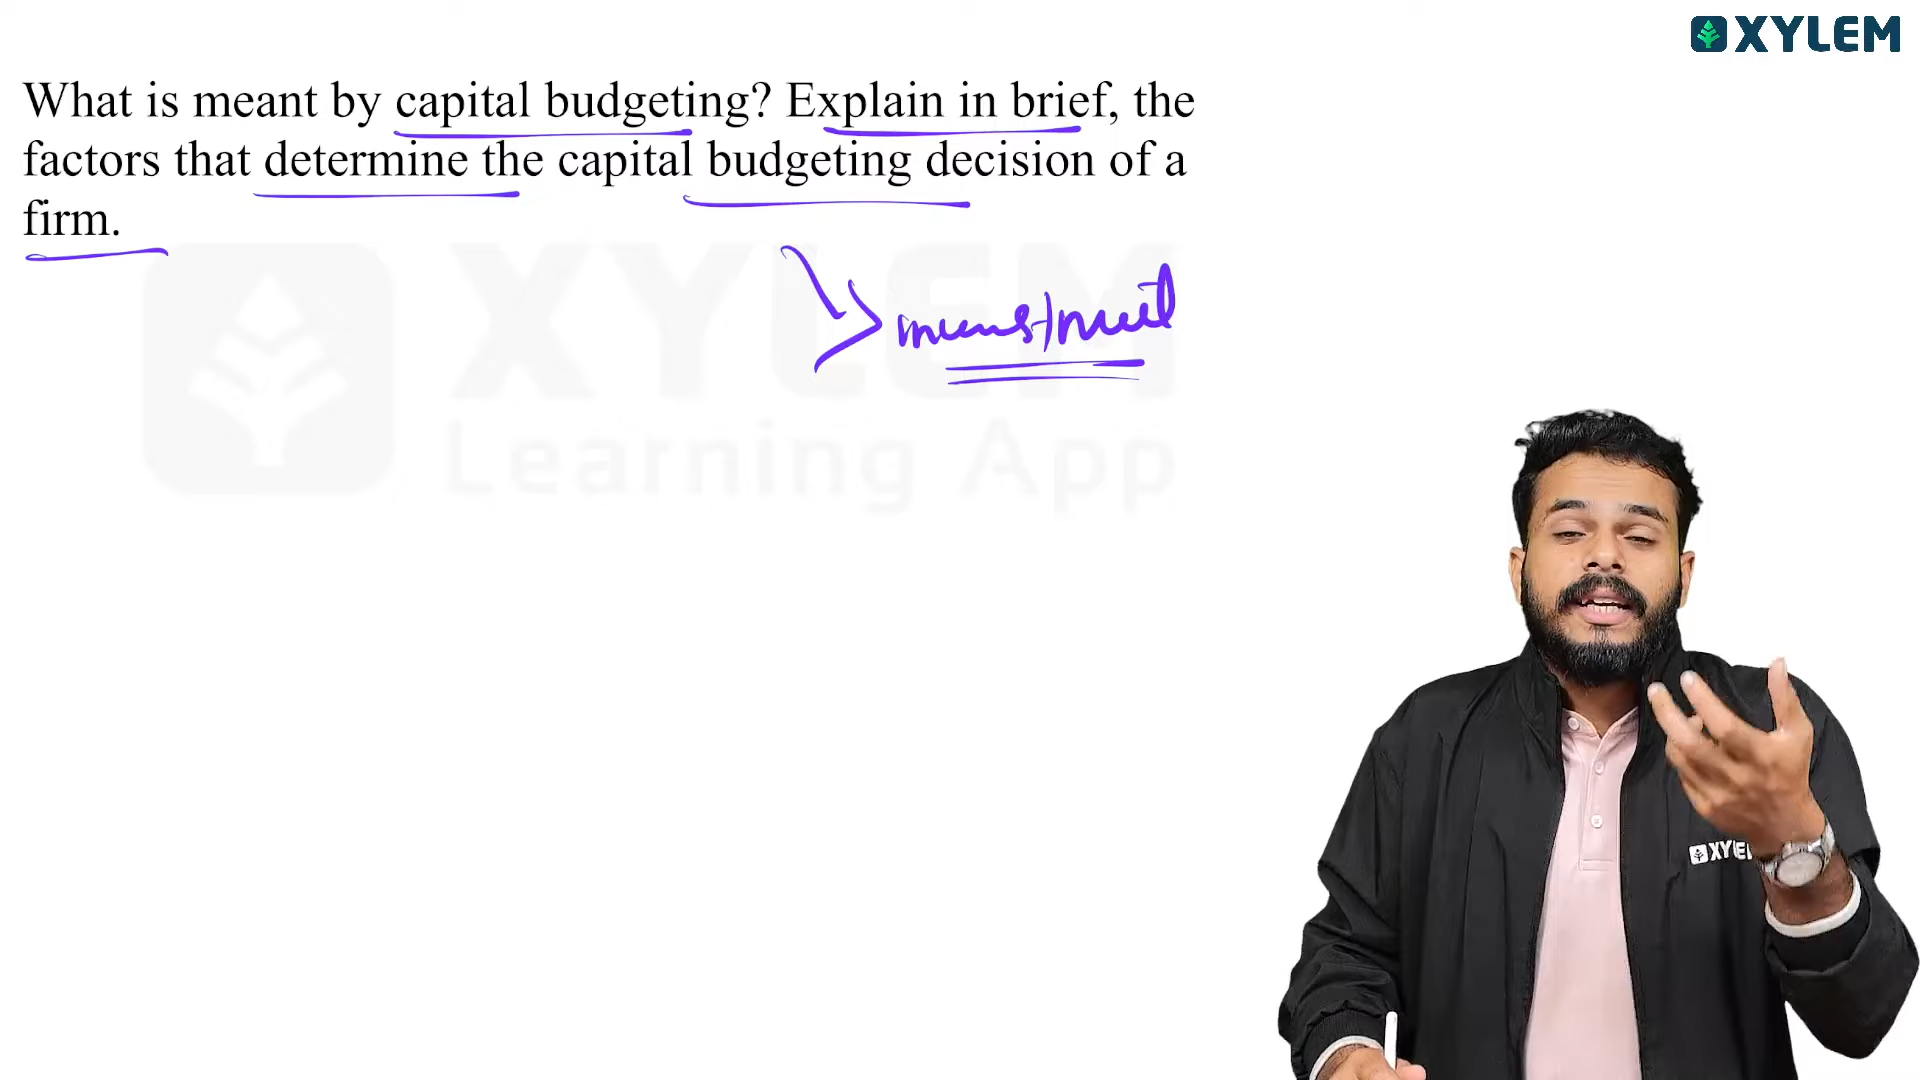 XYLEM
What is meant by capital budgeting? Explain in brief, the
factors that determine the capital budgeting decision of a
firm.
XYLEM
Learning App